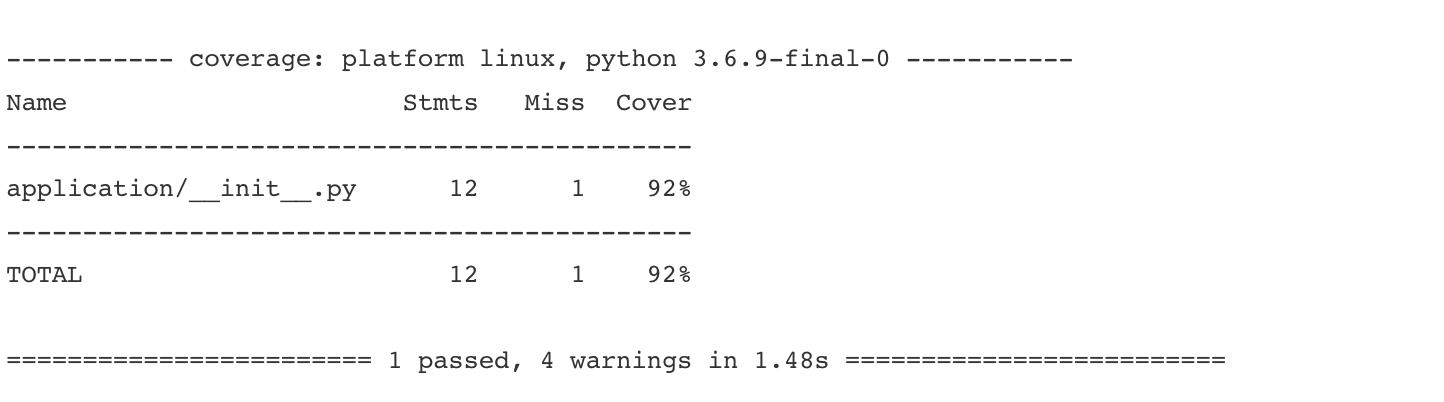 ----------- coverage: platform linux, python 3.6.9-final-0 -----------
Name                      Stmts   Miss  Cover
---------------------------------------------
application/__init__.py      12      1    92%
---------------------------------------------
TOTAL                        12      1    92%
======================== 1 passed, 4 warnings in 1.48s =========================